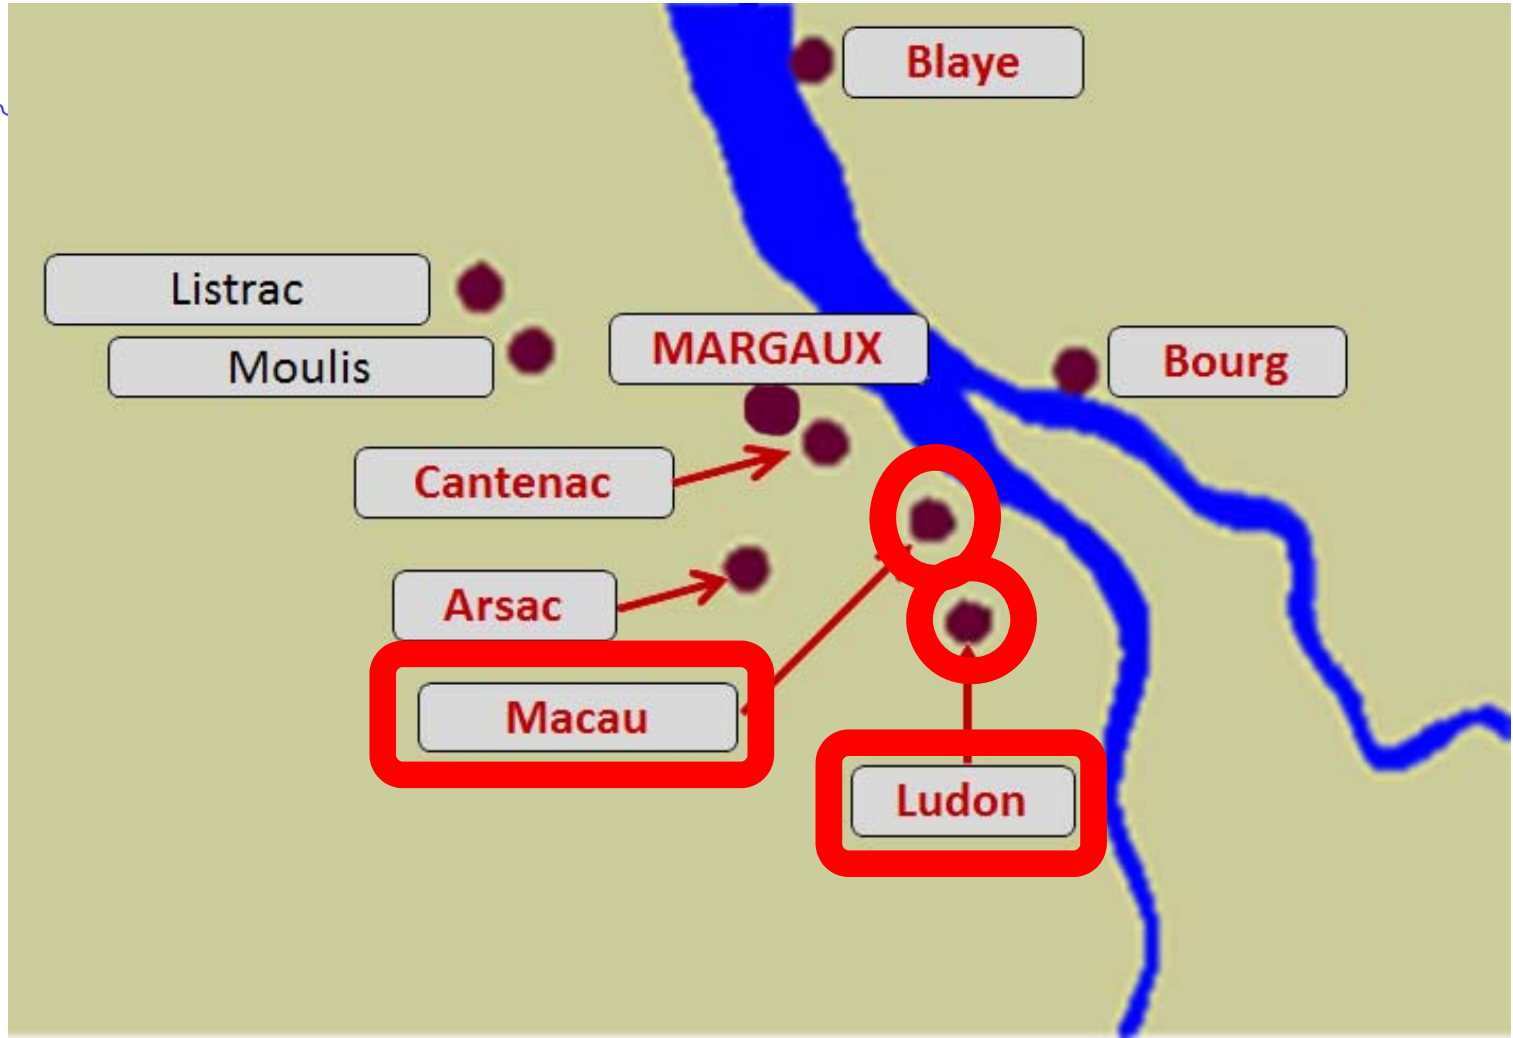 Blaye
Listrac
MARGAUX
Bourg
Moulis
Cantenac
Arsac
Macau
Ludon